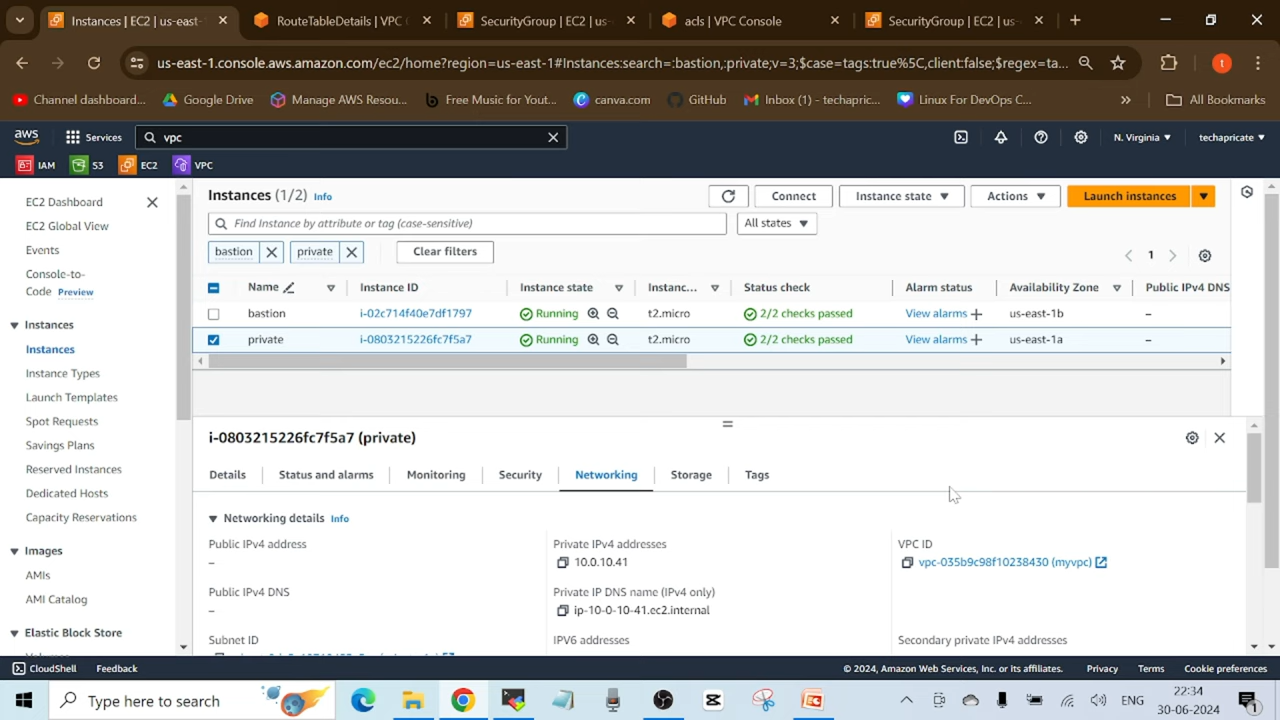 Instances | EC2 | us-east-1
RouteTableDetails | VPC C
SecurityGroup | EC2 | us-
acls | VPC Console
SecurityGroup | EC2 | us-
us-east-1.console.aws.amazon.com/ec2/home?region=us-east-1#Instances:search=:bastion,:private;v=3;$case=tags:true%5C,client:false;$regex=ta...
Channel dashboard...
Google Drive
Manage AWS Resou...
Free Music for Yout...
canva.com
GitHub
Inbox (1) - techapric...
Linux For DevOps C...
All Bookmarks
aws
Services
vpc
N. Virginia
techapricate
IAM
S3
EC2
VPC
EC2 Dashboard
EC2 Global View
Events
Console-to-
Code Preview
Instances
Instances
Instance Types
Launch Templates
Spot Requests
Savings Plans
Reserved Instances
Dedicated Hosts
Capacity Reservations
Images
AMIs
AMI Catalog
Elastic Block Store
Instances (1/2) Info
Connect
Instance state
Actions
Launch instances
Find Instance by attribute or tag (case-sensitive)
All states
bastion
private
Clear filters
1
Name Instance ID Instance state Instanc... Status check Alarm status Availability Zone Public IPv4 DNS
bastion i-02c714f40e7df1797 Running t2.micro 2/2 checks passed View alarms us-east-1b –
private i-0803215226fc7f5a7 Running t2.micro 2/2 checks passed View alarms us-east-1a –
i-0803215226fc7f5a7 (private)
Details
Status and alarms
Monitoring
Security
Networking
Storage
Tags
Networking details Info
Public IPv4 address
–
Private IPv4 addresses
10.0.10.41
VPC ID
vpc-035b9c98f10238430 (myvpc)
Public IPv4 DNS
–
Private IP DNS name (IPv4 only)
ip-10-0-10-41.ec2.internal
Subnet ID
IPV6 addresses
Secondary private IPv4 addresses
CloudShell
Feedback
© 2024, Amazon Web Services, Inc. or its affiliates.
Privacy
Terms
Cookie preferences
Type here to search
ENG
22:34
30-06-2024
1